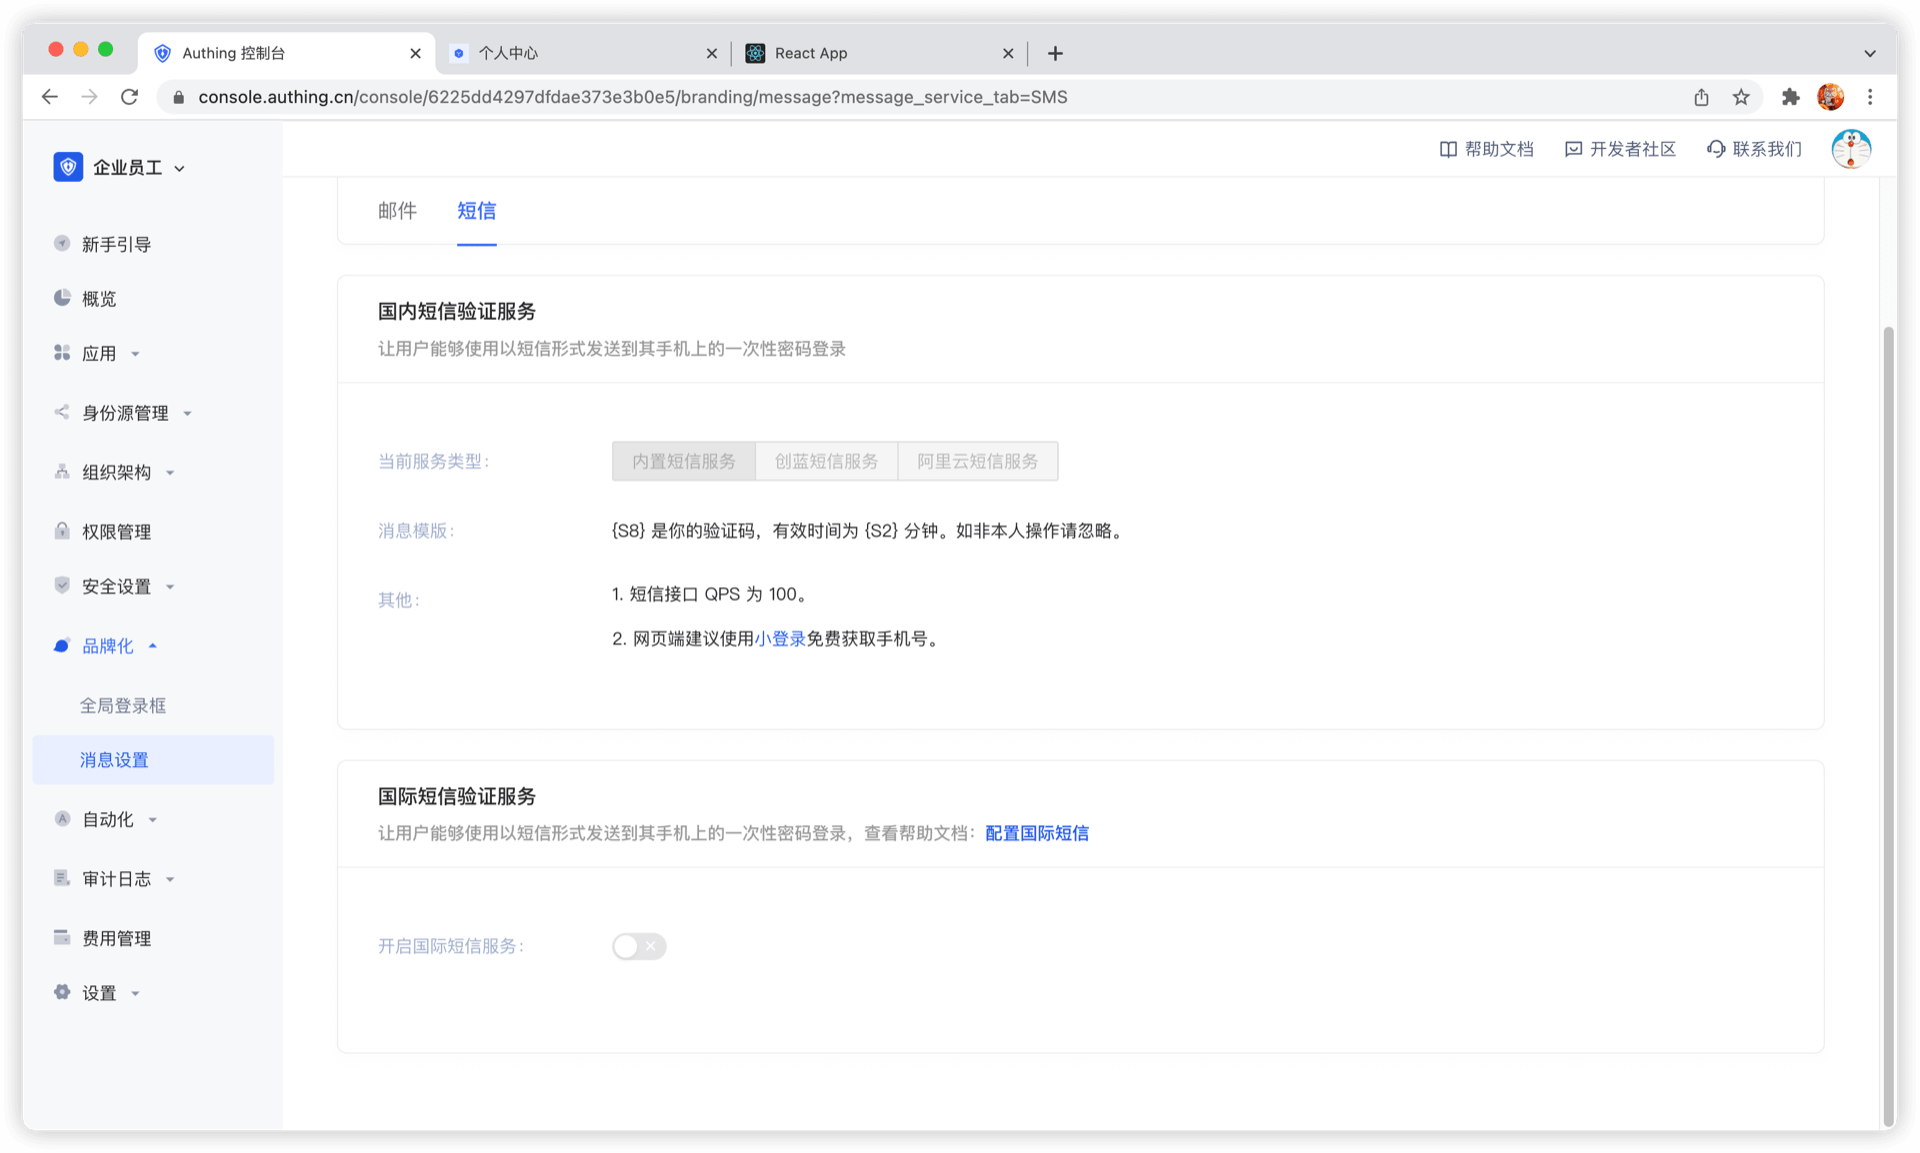 Authing 控制台
个人中心
React App
console.authing.cn/console/6225dd4297dfdae373e3b0e5/branding/message?message_service_tab=SMS
企业员工
帮助文档
开发者社区
联系我们
新手引导
概览
应用
身份源管理
组织架构
权限管理
安全设置
品牌化
全局登录框
消息设置
自动化
审计日志
费用管理
设置
邮件
短信
国内短信验证服务
让用户能够使用以短信形式发送到其手机上的一次性密码登录
当前服务类型:
内置短信服务
创蓝短信服务
阿里云短信服务
消息模版:
{S8} 是你的验证码，有效时间为 {S2} 分钟。如非本人操作请忽略。
其他:
1. 短信接口 QPS 为 100。
2. 网页端建议使用小登录免费获取手机号。
国际短信验证服务
让用户能够使用以短信形式发送到其手机上的一次性密码登录，查看帮助文档：配置国际短信
开启国际短信服务: